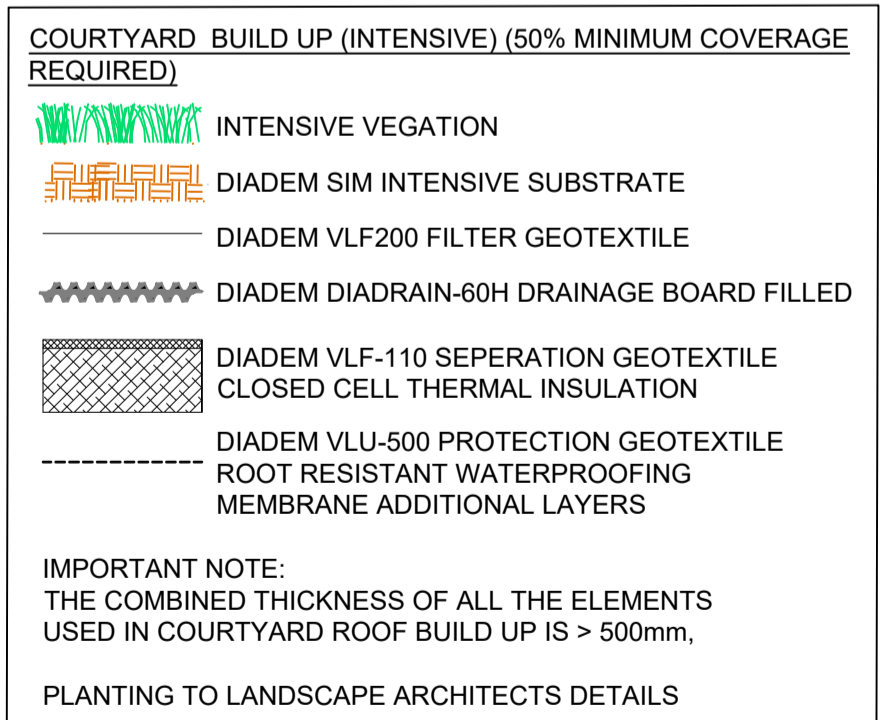 COURTYARD BUILD UP (INTENSIVE) (50% MINIMUM COVERAGE
REQUIRED)
INTENSIVE VEGATION
DIADEM SIM INTENSIVE SUBSTRATE
DIADEM VLF200 FILTER GEOTEXTILE
DIADEM DIADRAIN-60H DRAINAGE BOARD FILLED
DIADEM VLF-110 SEPERATION GEOTEXTILE
CLOSED CELL THERMAL INSULATION
DIADEM VLU-500 PROTECTION GEOTEXTILE
ROOT RESISTANT WATERPROOFING
MEMBRANE ADDITIONAL LAYERS
IMPORTANT NOTE:
THE COMBINED THICKNESS OF ALL THE ELEMENTS
USED IN COURTYARD ROOF BUILD UP IS > 500mm,
PLANTING TO LANDSCAPE ARCHITECTS DETAILS